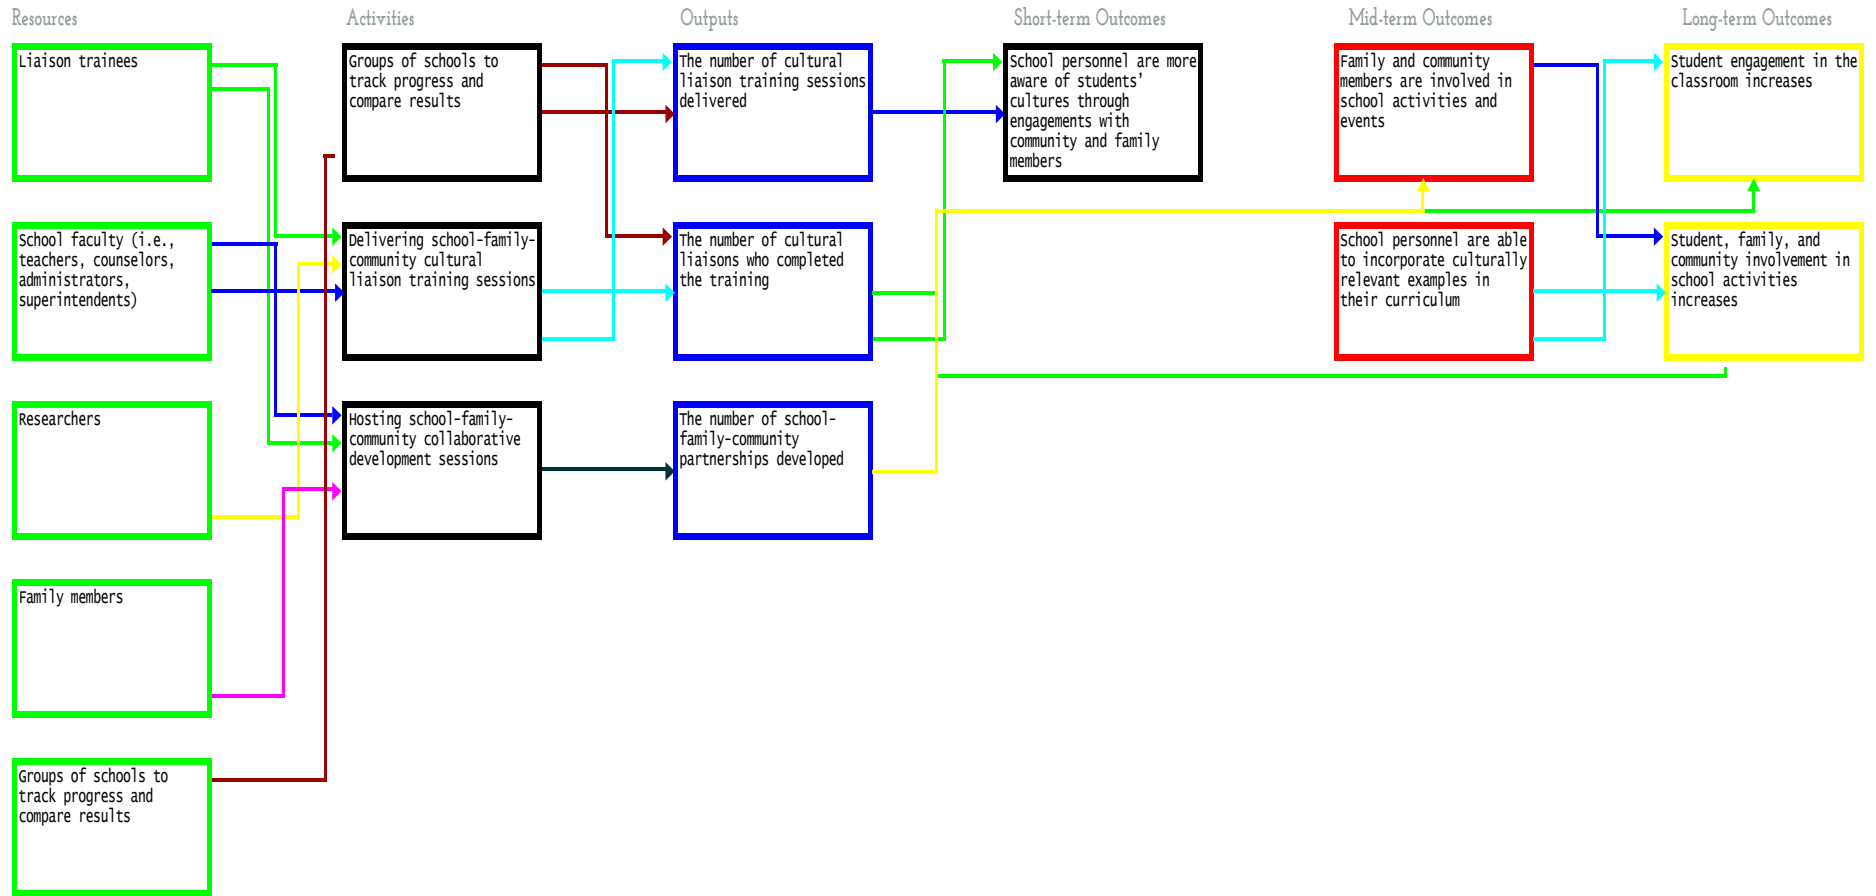 Resources
Activities
Outputs
Short-term Outcomes
Mid-term Outcomes
Long-term Outcomes
Liaison trainees
School faculty (i.e.,
teachers, counselors,
administrators,
superintendents)
Researchers
Family members
Groups of schools to
track progress and
compare results
Groups of schools to
track progress and
compare results
Delivering school-family-
community cultural
liaison training sessions
Hosting school-family-
community collaborative
development sessions
The number of cultural
liaison training sessions
delivered
The number of cultural
liaisons who completed
the training
The number of school-
family-community
partnerships developed
School personnel are more
aware of students’
cultures through
engagements with
community and family
members
Family and community
members are involved in
school activities and
events
School personnel are able
to incorporate culturally
relevant examples in
their curriculum
Student engagement in the
classroom increases
Student, family, and
community involvement in
school activities
increases